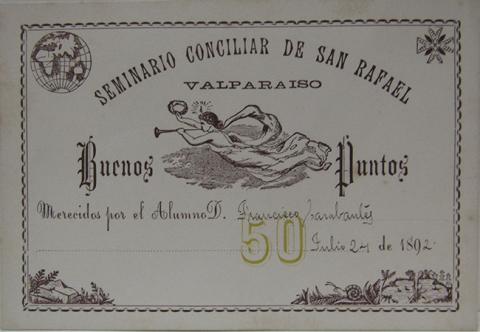 SEMINARIO CONCILIAR DE SAN RAFAEL
VALPARAISO
Buenos Puntos
Merecidos por el Alumno D. Francisco
50
Julio 24 de 1892